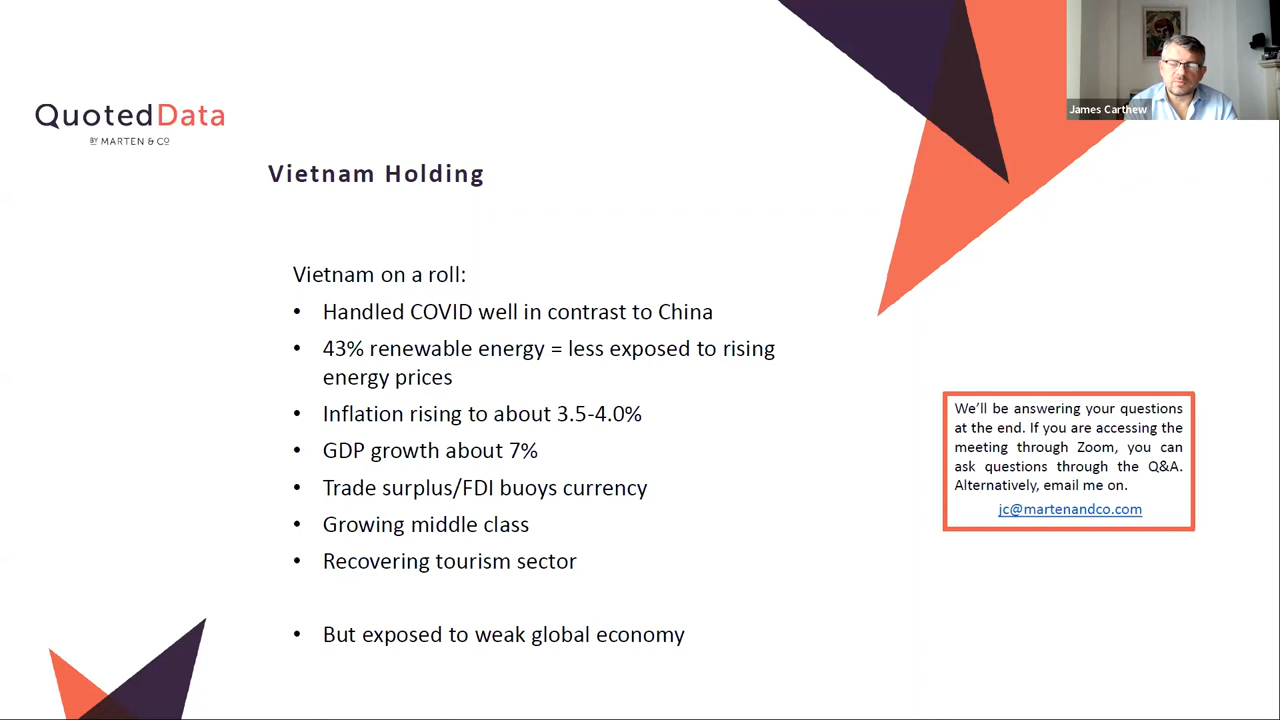 James Carthew
QuotedData
BY MARTEN & CO
Vietnam Holding
Vietnam on a roll:
• Handled COVID well in contrast to China
• 43% renewable energy = less exposed to rising
energy prices
• Inflation rising to about 3.5-4.0%
• GDP growth about 7%
• Trade surplus/FDI buoys currency
• Growing middle class
• Recovering tourism sector
• But exposed to weak global economy
We’ll be answering your questions
at the end. If you are accessing the
meeting through Zoom, you can
ask questions through the Q&A.
Alternatively, email me on.
jc@martenandco.com